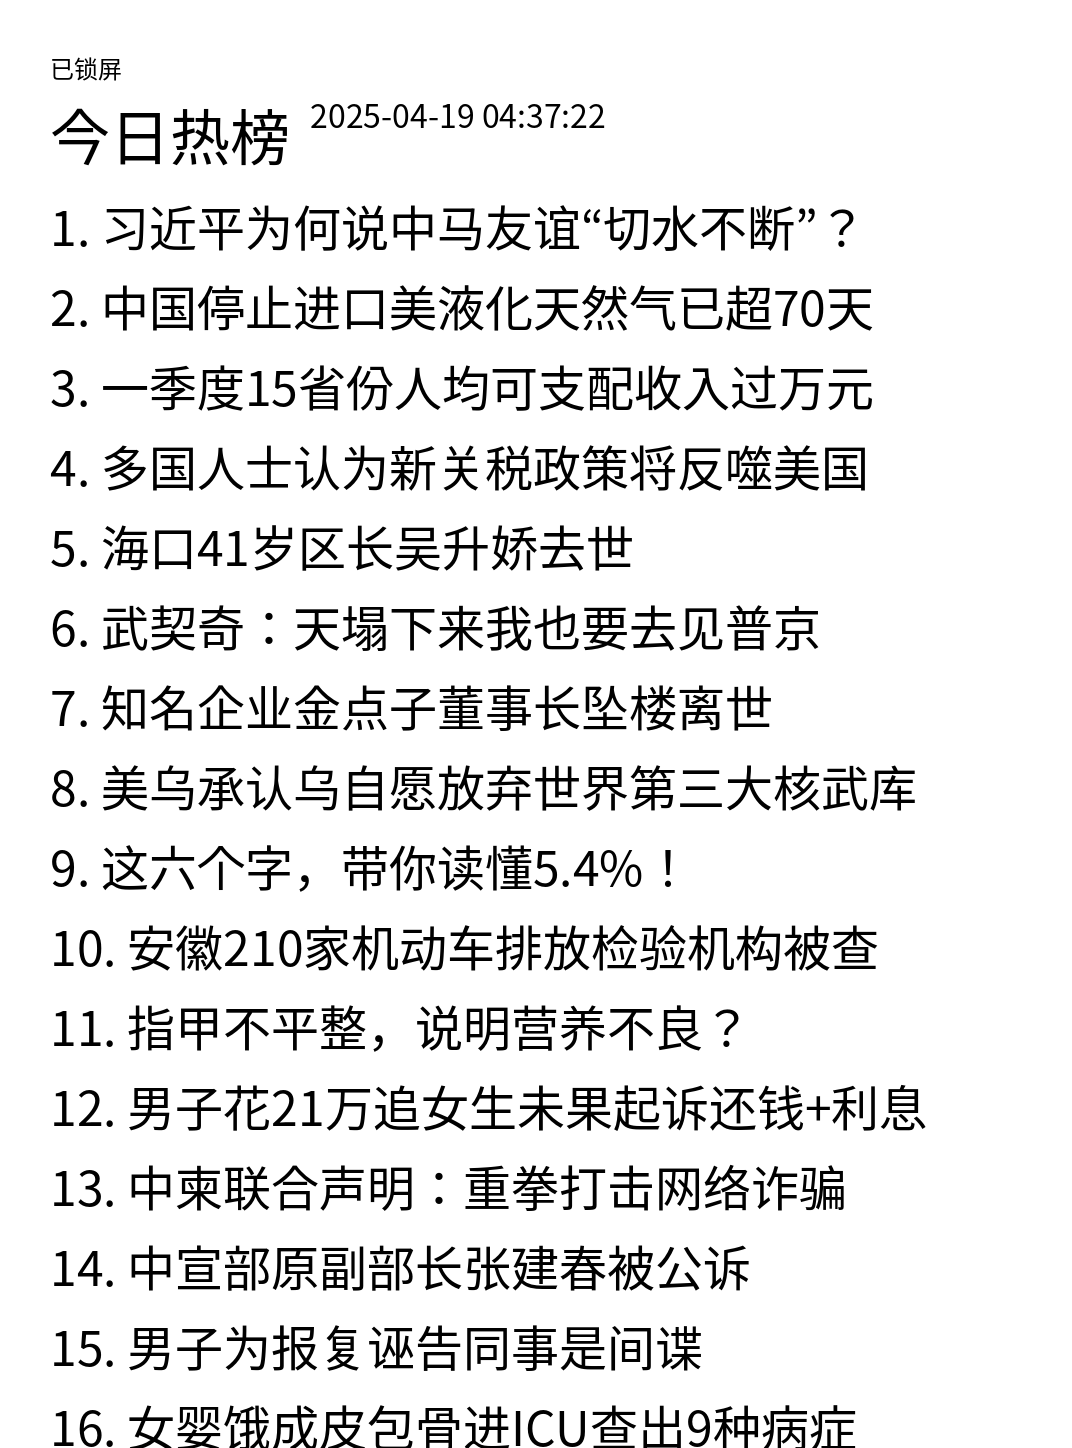 已锁屏
今日热榜 2025-04-19 04:37:22
1. 习近平为何说中马友谊“切水不断”？
2. 中国停止进口美液化天然气已超70天
3. 一季度15省份人均可支配收入过万元
4. 多国人士认为新关税政策将反噬美国
5. 海口41岁区长吴升娇去世
6. 武契奇：天塌下来我也要去见普京
7. 知名企业金点子董事长坠楼离世
8. 美乌承认乌自愿放弃世界第三大核武库
9. 这六个字，带你读懂5.4%！
10. 安徽210家机动车排放检验机构被查
11. 指甲不平整，说明营养不良？
12. 男子花21万追女生未果起诉还钱+利息
13. 中柬联合声明：重拳打击网络诈骗
14. 中宣部原副部长张建春被公诉
15. 男子为报复诬告同事是间谍
16. 女婴饿成皮包骨进ICU查出9种病症